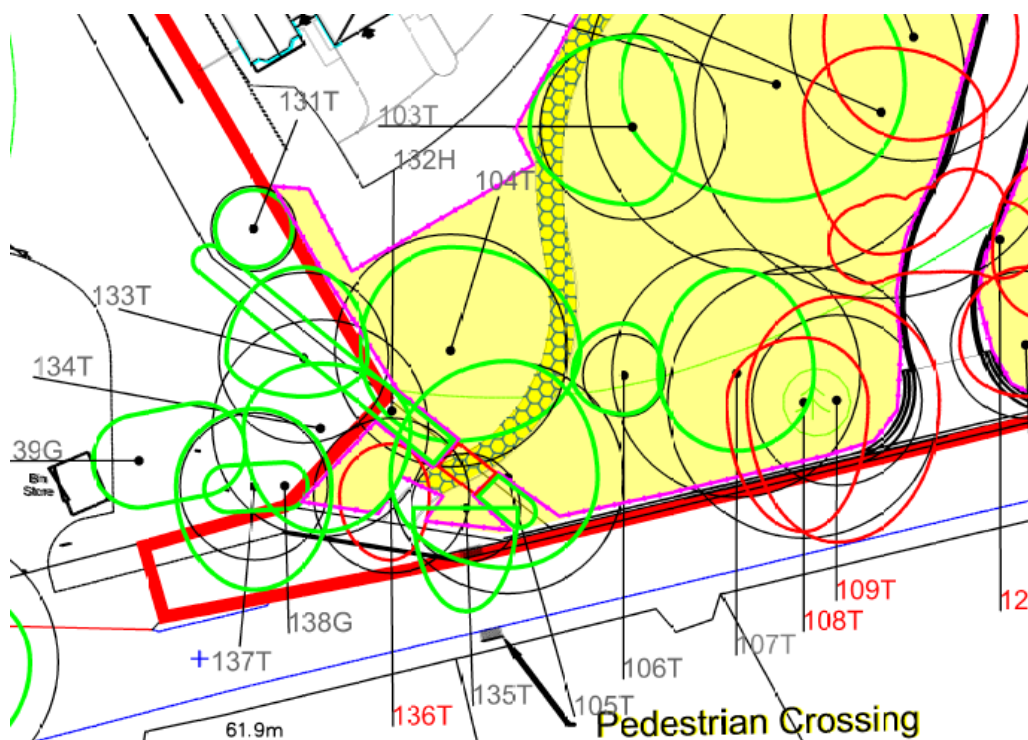 131T
103T
132H
104T
133T
134T
39G
Bin
Store
109T
12
108T
138G
107T
137T
106T
135T
105T
136T
Pedestrian Crossing
61.9m